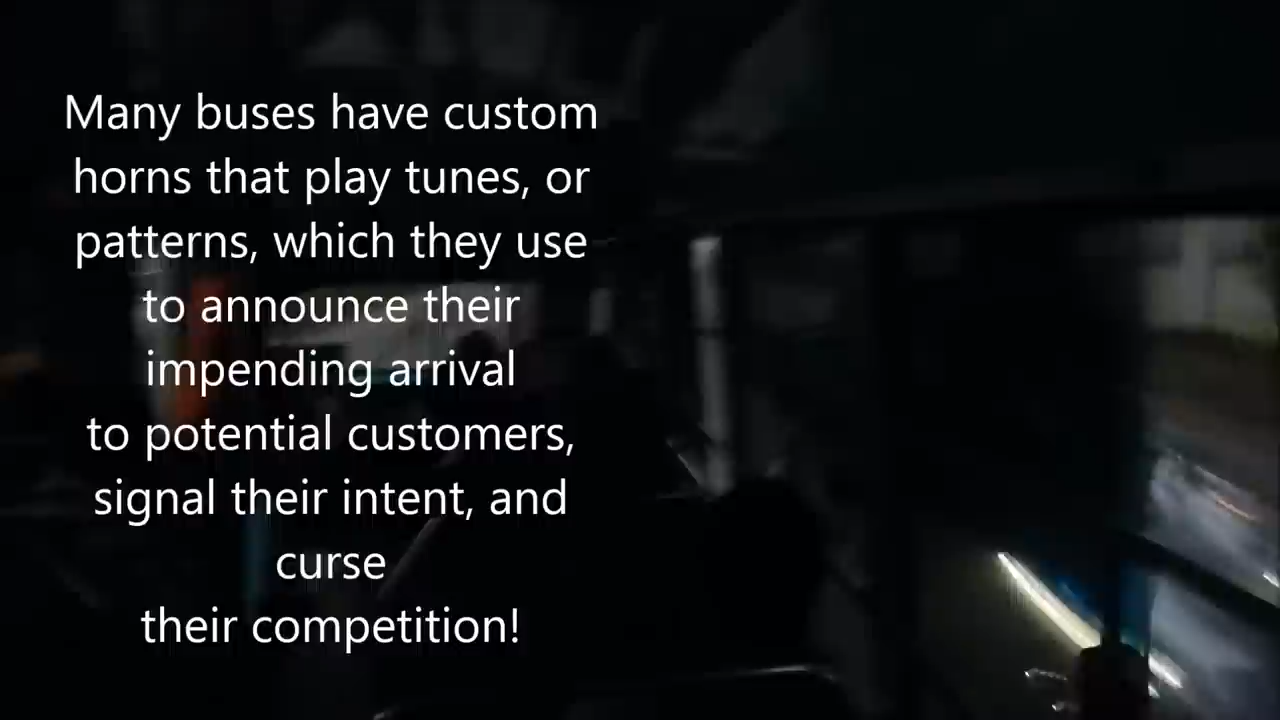 Many buses have custom
horns that play tunes, or
patterns, which they use
to announce their
impending arrival
to potential customers,
signal their intent, and
curse
their competition!